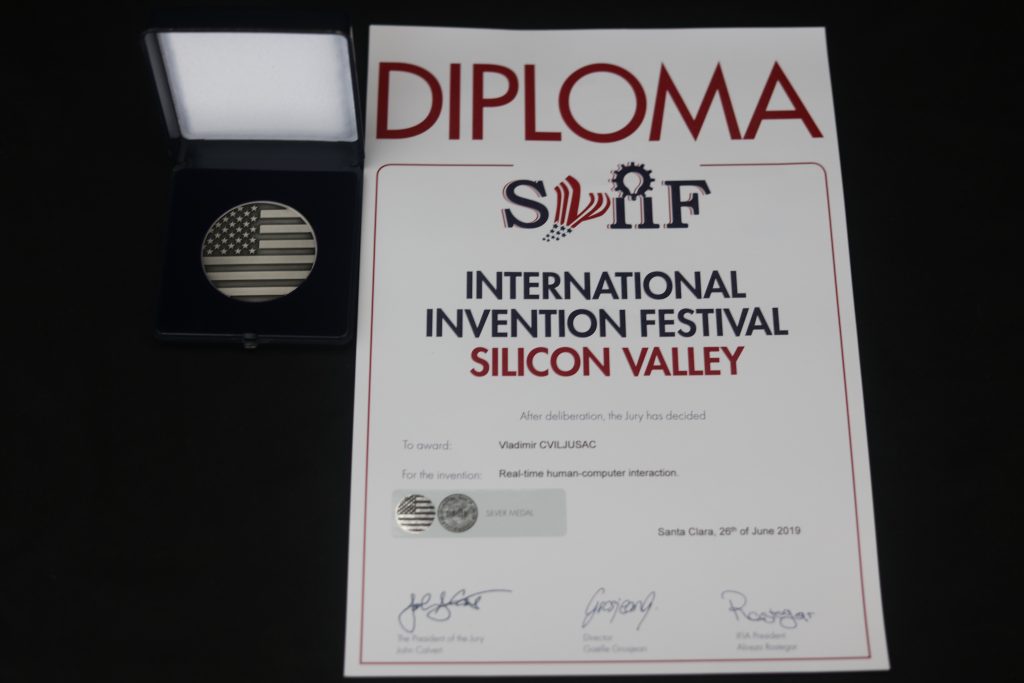 DIPLOMA
SViiF
INTERNATIONAL
INVENTION FESTIVAL
SILICON VALLEY
After deliberation, the Jury has decided
To award: Vladimir CVILJUSAC
For the invention: Real-time human-computer interaction.
SILVER MEDAL
Santa Clara, 26th of June 2019
The President of the Jury
John Calvert
Director
Gaëlle Grosjean
IFIA President
Alireza Rastegar